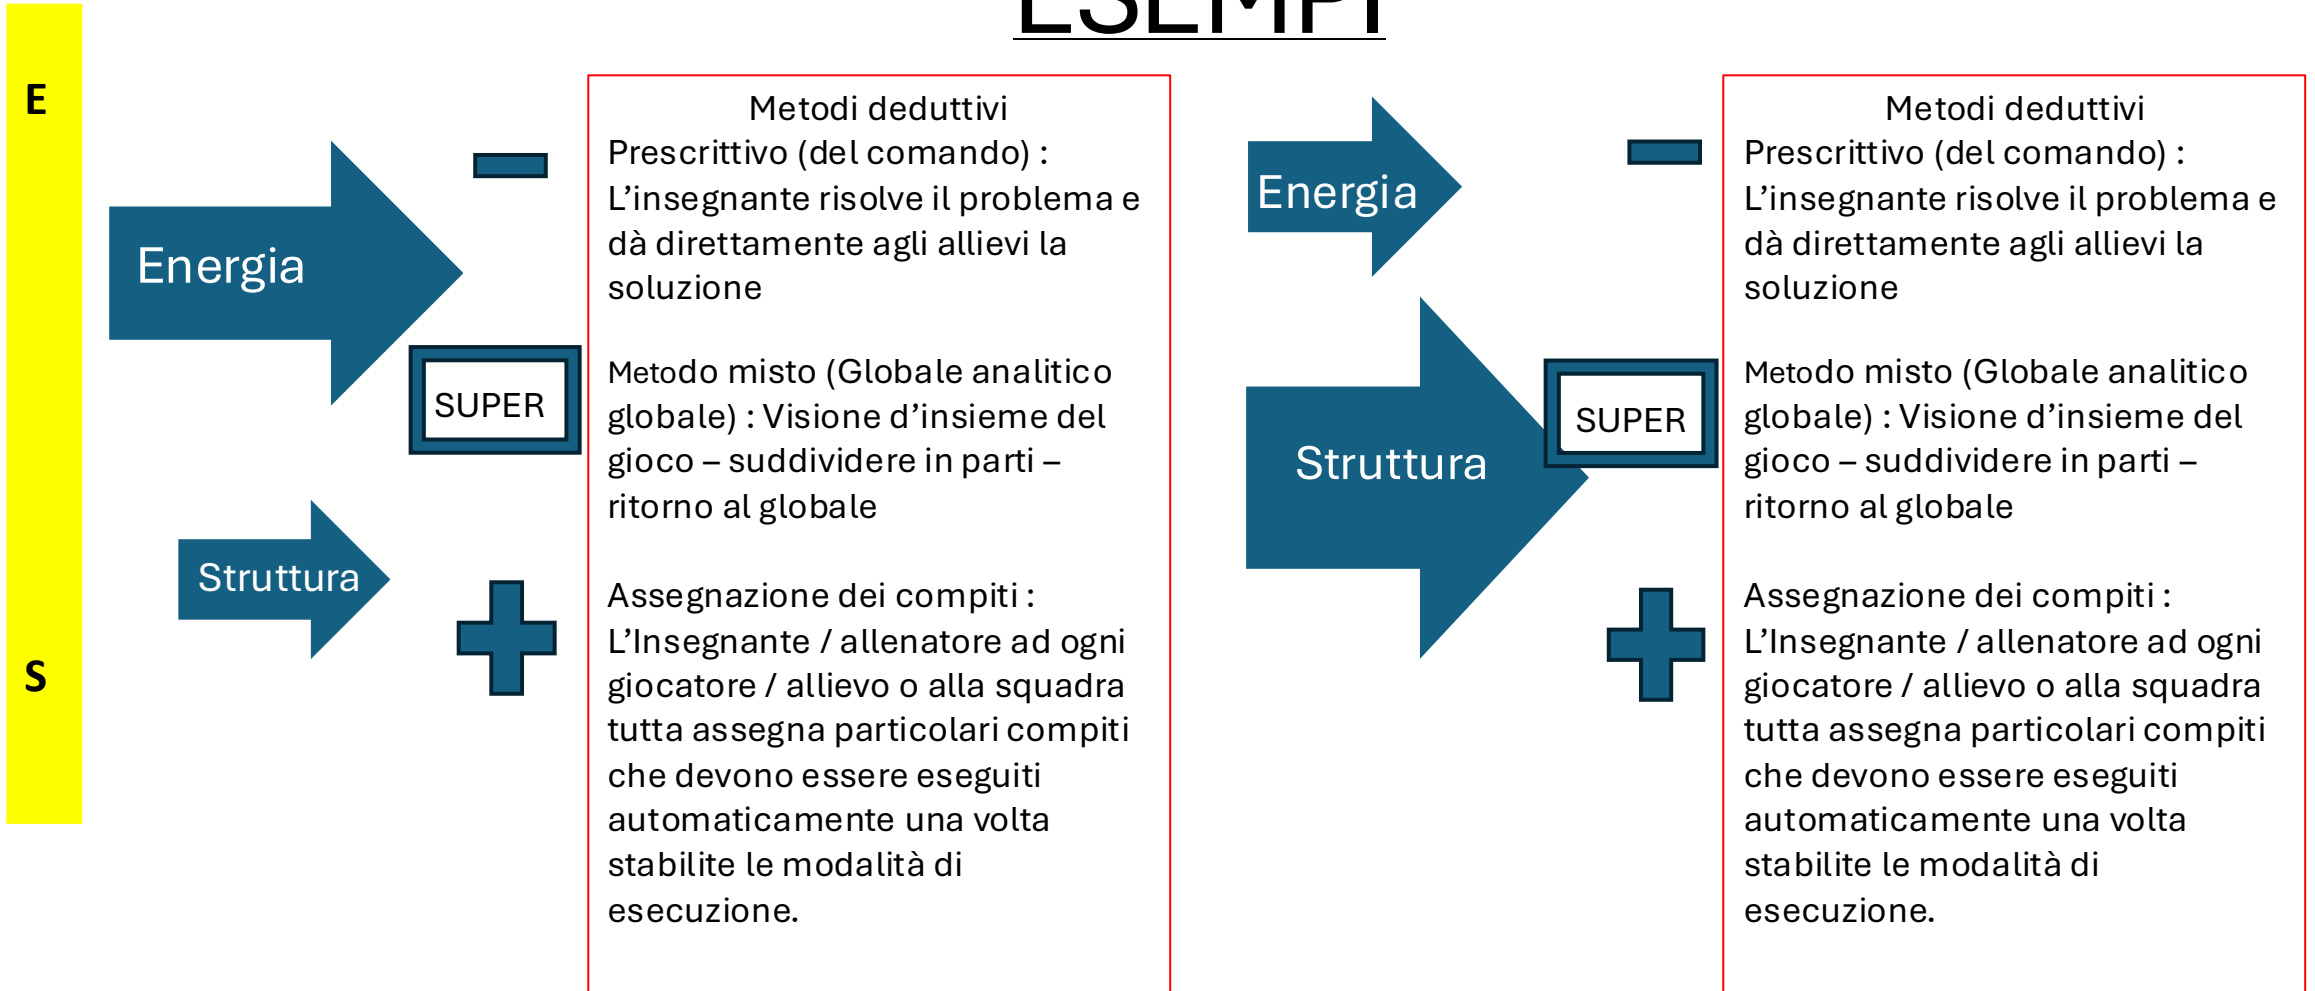 ESEMPI
E
S
Energia
SUPER
Struttura
Metodi deduttivi
Prescrittivo (del comando) :
L’insegnante risolve il problema e
dà direttamente agli allievi la
soluzione
Metodo misto (Globale analitico
globale) : Visione d’insieme del
gioco – suddividere in parti –
ritorno al globale
Assegnazione dei compiti :
L’Insegnante / allenatore ad ogni
giocatore / allievo o alla squadra
tutta assegna particolari compiti
che devono essere eseguiti
automaticamente una volta
stabilite le modalità di
esecuzione.
Energia
SUPER
Struttura
Metodi deduttivi
Prescrittivo (del comando) :
L’insegnante risolve il problema e
dà direttamente agli allievi la
soluzione
Metodo misto (Globale analitico
globale) : Visione d’insieme del
gioco – suddividere in parti –
ritorno al globale
Assegnazione dei compiti :
L’Insegnante / allenatore ad ogni
giocatore / allievo o alla squadra
tutta assegna particolari compiti
che devono essere eseguiti
automaticamente una volta
stabilite le modalità di
esecuzione.